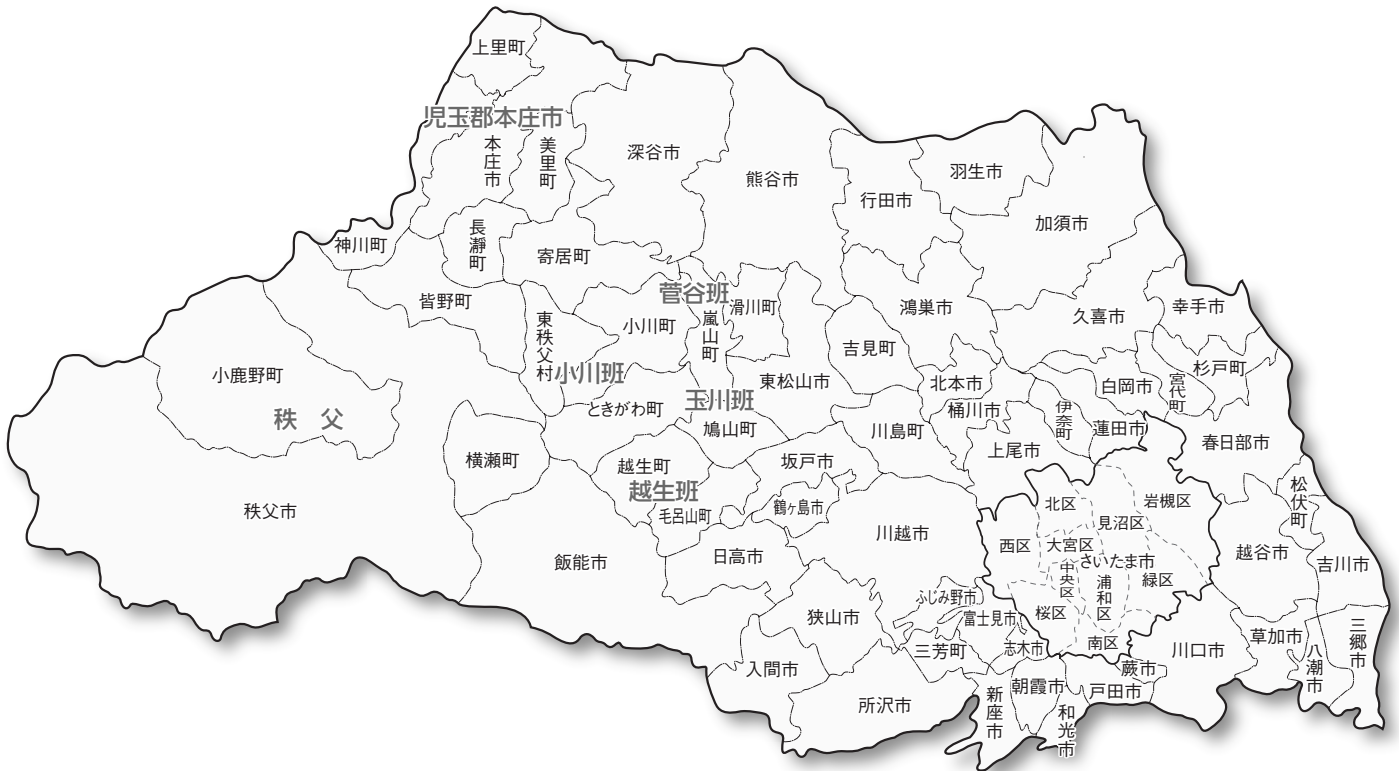 上里町
児玉郡本庄市
本庄市
美里町
深谷市
熊谷市
行田市
羽生市
加須市
神川町
長瀞町
寄居町
皆野町
東秩父村
小川町
菅谷班
嵐山町
滑川町
吉見町
鴻巣市
久喜市
幸手市
小鹿野町
秩 父
小川班
ときがわ町
玉川班
鳩山町
東松山市
北本市
桶川市
伊奈町
白岡市
宮代町
杉戸町
蓮田市
春日部市
横瀬町
越生町
越生班
毛呂山町
坂戸市
鶴ヶ島市
川島町
上尾市
秩父市
飯能市
日高市
川越市
北区
見沼区
岩槻区
西区
大宮区
さいたま市
中央区
浦和区
緑区
桜区
南区
松伏町
越谷市
吉川市
狭山市
ふじみ野市
富士見市
三芳町
志木市
入間市
所沢市
新座市
朝霞市
和光市
戸田市
蕨市
川口市
草加市
八潮市
三郷市